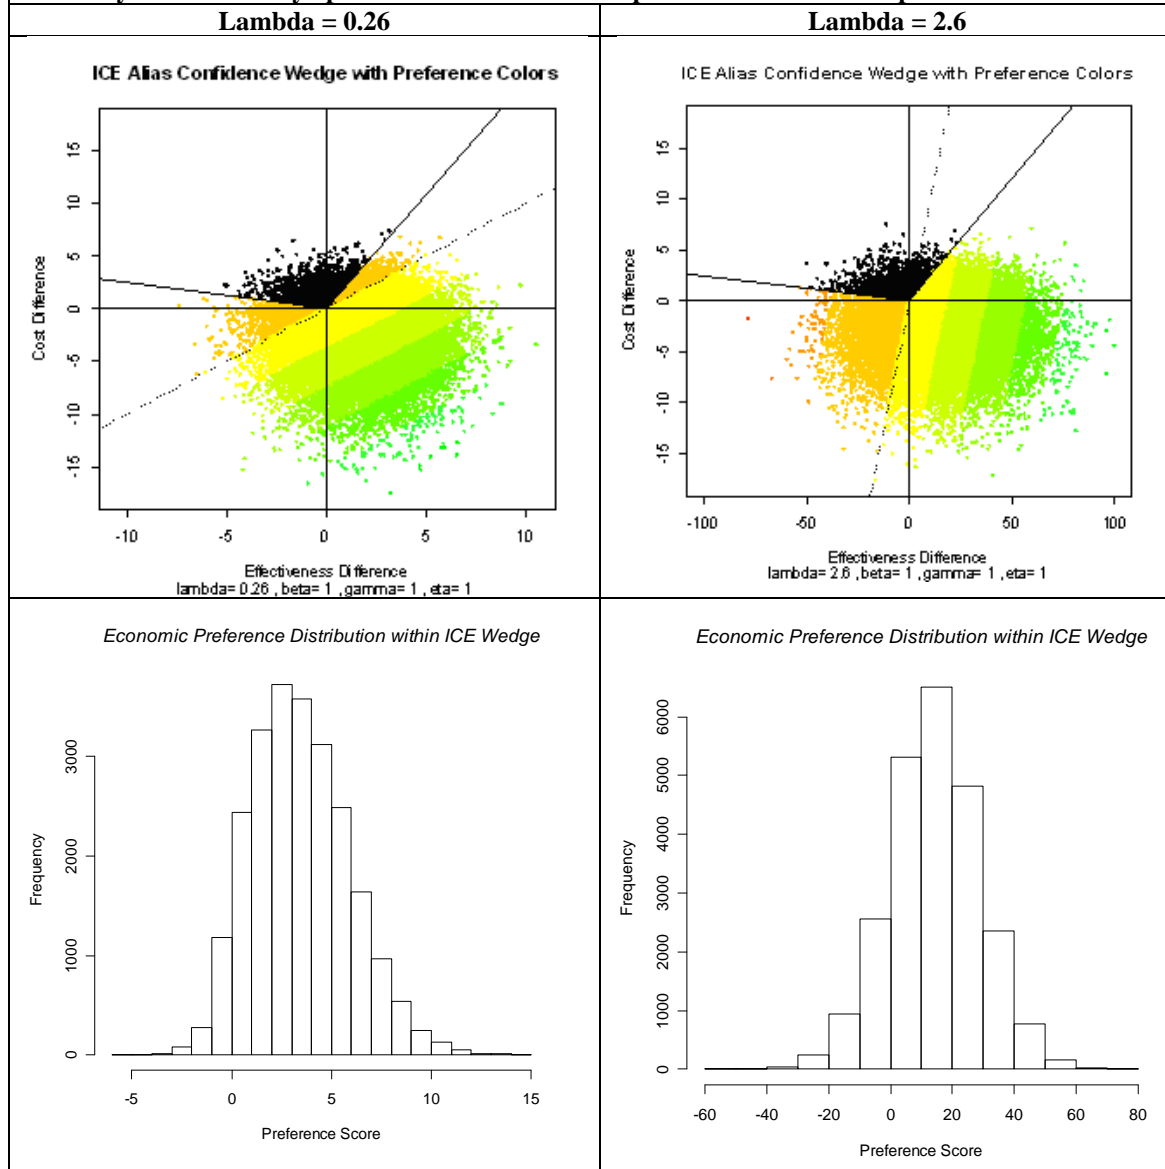 Lambda = 0.26
Lambda = 2.6
ICE Alias Confidence Wedge with Preference Colors
15
10
5
0
-5
-10
-15
Cost Difference
-10 -5 0 5 10
Effectiveness Difference
lambda= 0.26 , beta= 1 , gamma= 1 , eta= 1
ICE Alias Confidence Wedge with Preference Colors
15
10
5
0
-5
-10
-15
Cost Difference
-100 -50 0 50 100
Effectiveness Difference
lambda= 2.6 , beta= 1 , gamma= 1 , eta= 1
Economic Preference Distribution within ICE Wedge
3000
2000
1000
0
Frequency
-5 0 5 10 15
Preference Score
Economic Preference Distribution within ICE Wedge
6000
5000
4000
3000
2000
1000
0
Frequency
-60 -40 -20 0 20 40 60 80
Preference Score